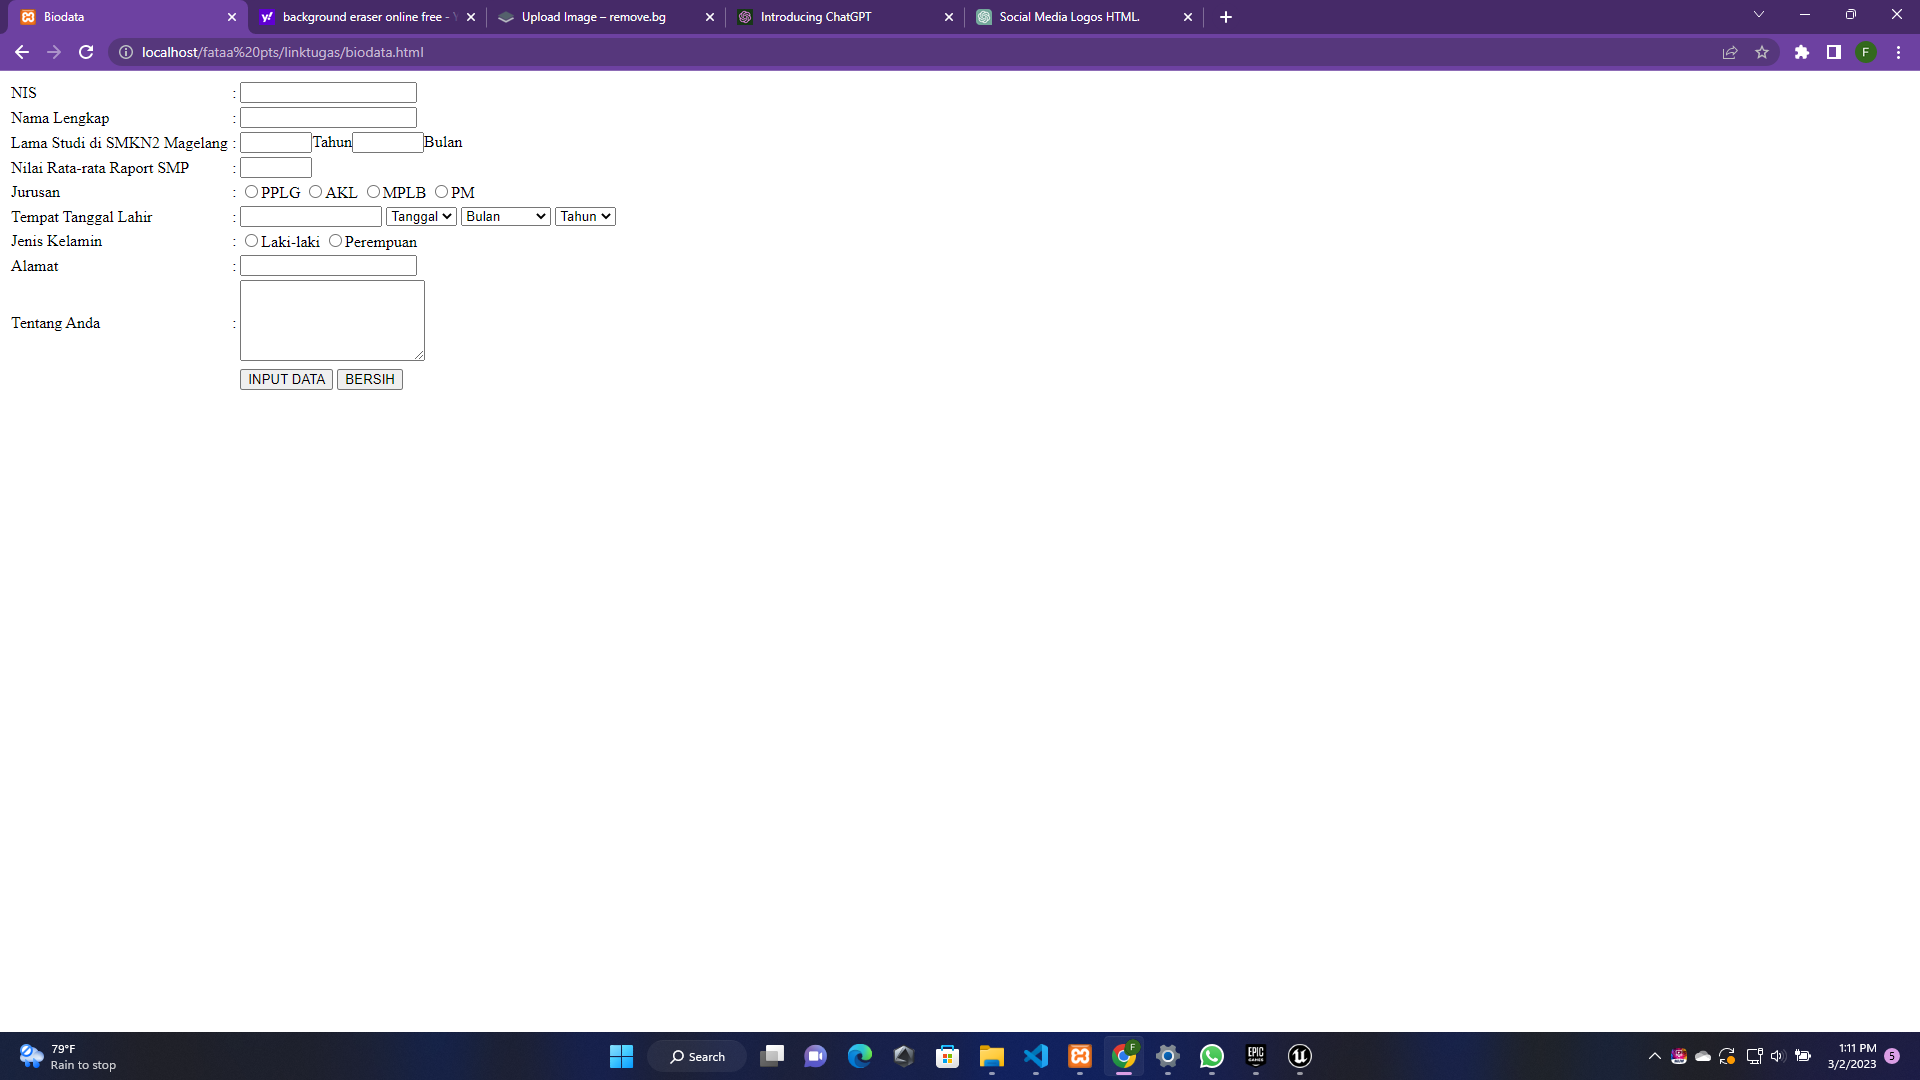 Biodata
background eraser online free -
Upload Image – remove.bg
Introducing ChatGPT
Social Media Logos HTML.
localhost/fataa%20pts/linktugas/biodata.html
F
NIS :
Nama Lengkap :
Lama Studi di SMKN2 Magelang : Tahun Bulan
Nilai Rata-rata Raport SMP :
Jurusan : PPLG AKL MPLB PM
Tempat Tanggal Lahir : Tanggal Bulan Tahun
Jenis Kelamin : Laki-laki Perempuan
Alamat :
Tentang Anda :
INPUT DATA BERSIH
79°F
Rain to stop
Search
F
EPIC
GAMES
1:11 PM
3/2/2023
5